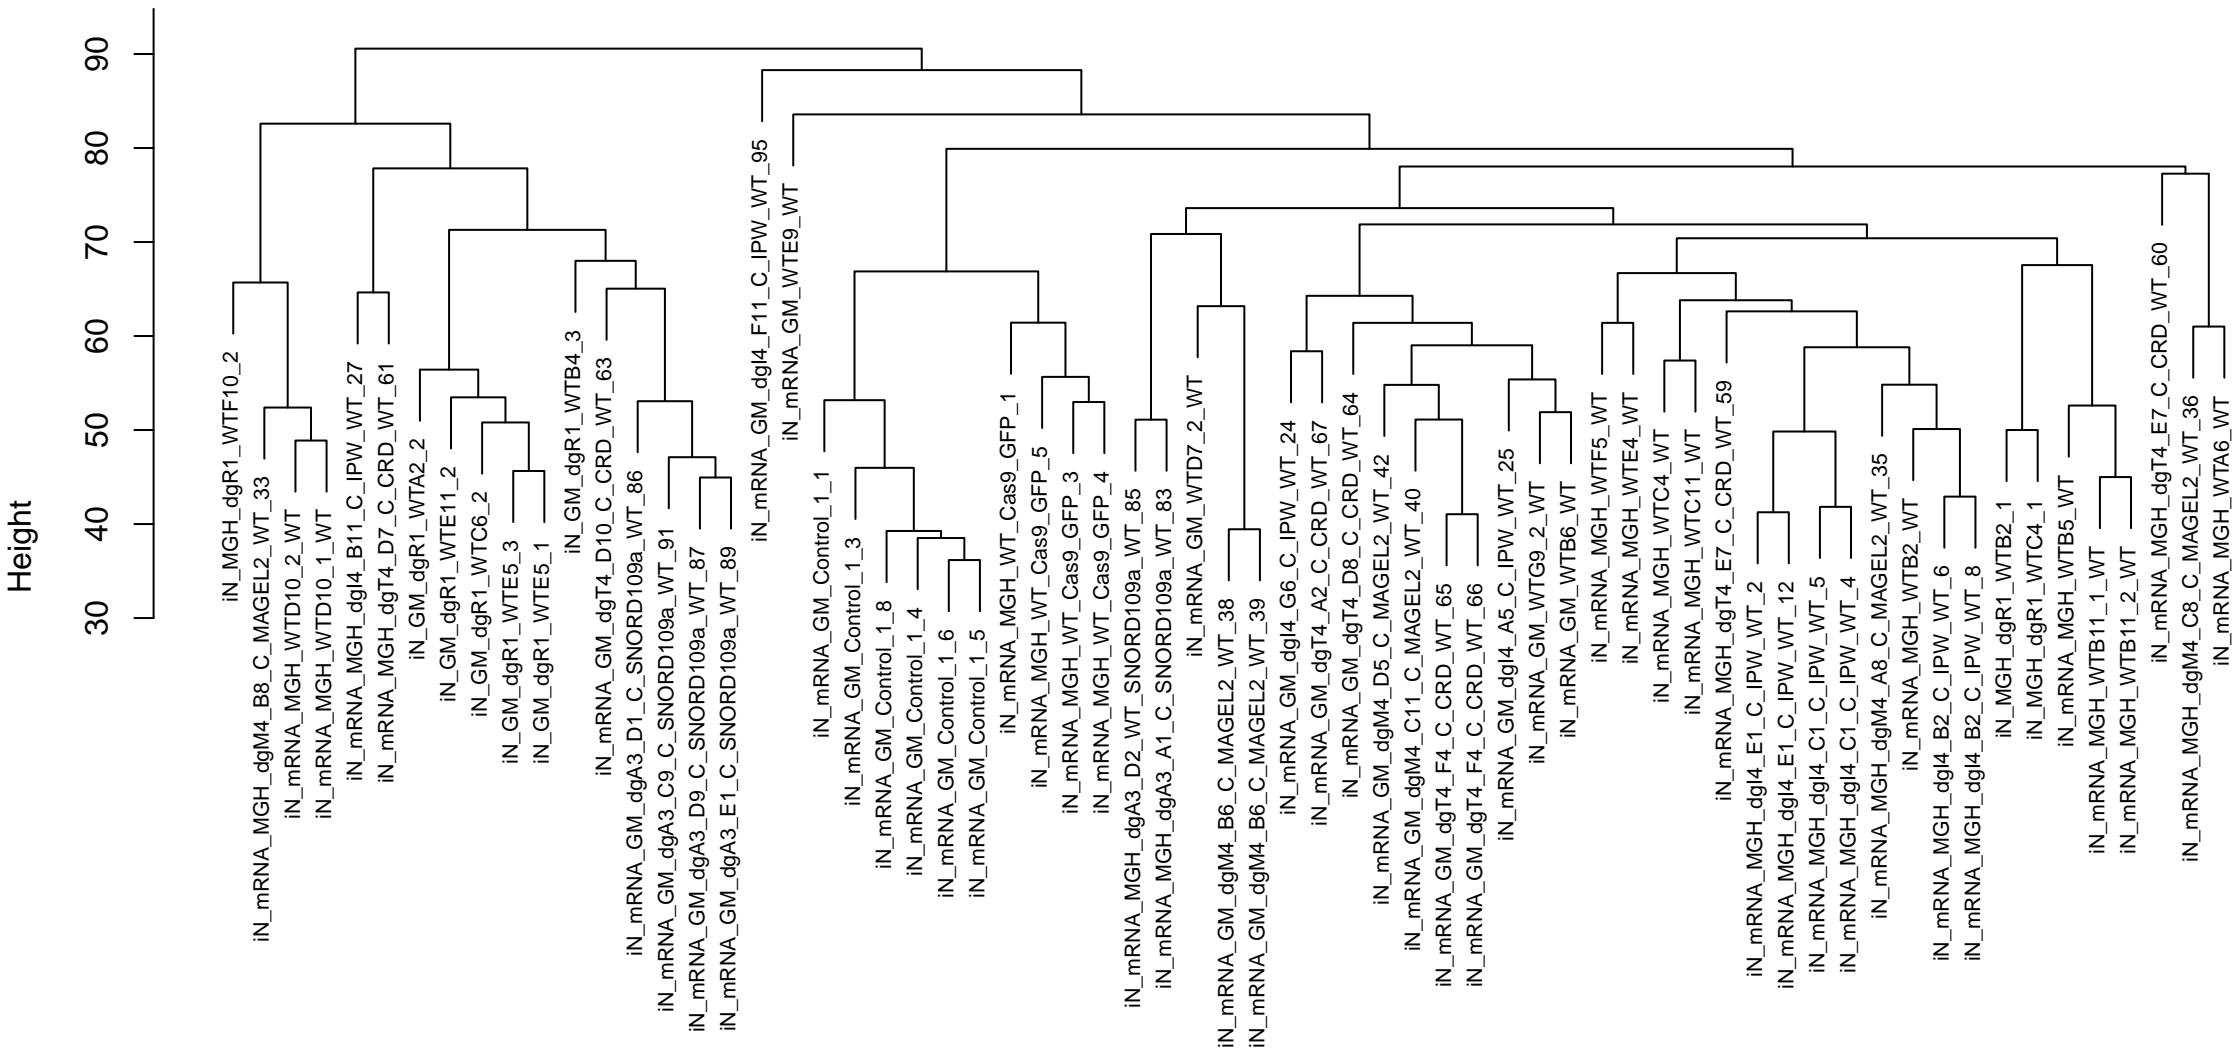 Height
90
80
70
60
50
40
30
iN_MGH_dgR1_WTF10_2
iN_mRNA_MGH_dgM4_B8_C_MAGEL2_WT_33
iN_mRNA_MGH_WTD10_2_WT
iN_mRNA_MGH_WTD10_1_WT
iN_mRNA_MGH_dgI4_B11_C_IPW_WT_27
iN_mRNA_MGH_dgT4_D7_C_CRD_WT_61
iN_GM_dgR1_WTA2_2
iN_GM_dgR1_WTE11_2
iN_GM_dgR1_WTC6_2
iN_GM_dgR1_WTE5_3
iN_GM_dgR1_WTE5_1
iN_GM_dgR1_WTB4_3
iN_mRNA_GM_dgT4_D10_C_CRD_WT_63
iN_mRNA_GM_dgA3_D1_C_SNORD109a_WT_86
iN_mRNA_GM_dgA3_C9_C_SNORD109a_WT_91
iN_mRNA_GM_dgA3_D9_C_SNORD109a_WT_87
iN_mRNA_GM_dgA3_E1_C_SNORD109a_WT_89
iN_mRNA_GM_dgI4_F11_C_IPW_WT_95
iN_mRNA_GM_WTE9_WT
iN_mRNA_GM_Control_1_1
iN_mRNA_GM_Control_1_3
iN_mRNA_GM_Control_1_8
iN_mRNA_GM_Control_1_4
iN_mRNA_GM_Control_1_6
iN_mRNA_GM_Control_1_5
iN_mRNA_MGH_WT_Cas9_GFP_1
iN_mRNA_MGH_WT_Cas9_GFP_5
iN_mRNA_MGH_WT_Cas9_GFP_3
iN_mRNA_MGH_WT_Cas9_GFP_4
iN_mRNA_MGH_dgA3_D2_WT_SNORD109a_WT_85
iN_mRNA_MGH_dgA3_A1_C_SNORD109a_WT_83
iN_mRNA_GM_WTD7_2_WT
iN_mRNA_GM_dgM4_B6_C_MAGEL2_WT_38
iN_mRNA_GM_dgM4_B6_C_MAGEL2_WT_39
iN_mRNA_GM_dgI4_G6_C_IPW_WT_24
iN_mRNA_GM_dgT4_A2_C_CRD_WT_67
iN_mRNA_GM_dgT4_D8_C_CRD_WT_64
iN_mRNA_GM_dgM4_D5_C_MAGEL2_WT_42
iN_mRNA_GM_dgM4_C11_C_MAGEL2_WT_40
iN_mRNA_GM_dgT4_F4_C_CRD_WT_65
iN_mRNA_GM_dgT4_F4_C_CRD_WT_66
iN_mRNA_GM_dgI4_A5_C_IPW_WT_25
iN_mRNA_GM_WTG9_2_WT
iN_mRNA_GM_WTB6_WT
iN_mRNA_MGH_WTF5_WT
iN_mRNA_MGH_WTE4_WT
iN_mRNA_MGH_WTC4_WT
iN_mRNA_MGH_WTC11_WT
iN_mRNA_MGH_dgT4_E7_C_CRD_WT_59
iN_mRNA_MGH_dgI4_E1_C_IPW_WT_2
iN_mRNA_MGH_dgI4_E1_C_IPW_WT_12
iN_mRNA_MGH_dgI4_C1_C_IPW_WT_5
iN_mRNA_MGH_dgI4_C1_C_IPW_WT_4
iN_mRNA_MGH_dgM4_A8_C_MAGEL2_WT_35
iN_mRNA_MGH_WTB2_WT
iN_mRNA_MGH_dgI4_B2_C_IPW_WT_6
iN_mRNA_MGH_dgI4_B2_C_IPW_WT_8
iN_MGH_dgR1_WTB2_1
iN_MGH_dgR1_WTC4_1
iN_mRNA_MGH_WTB5_WT
iN_mRNA_MGH_WTB11_1_WT
iN_mRNA_MGH_WTB11_2_WT
iN_mRNA_MGH_dgT4_E7_C_CRD_WT_60
iN_mRNA_MGH_dgM4_C8_C_MAGEL2_WT_36
iN_mRNA_MGH_WTA6_WT